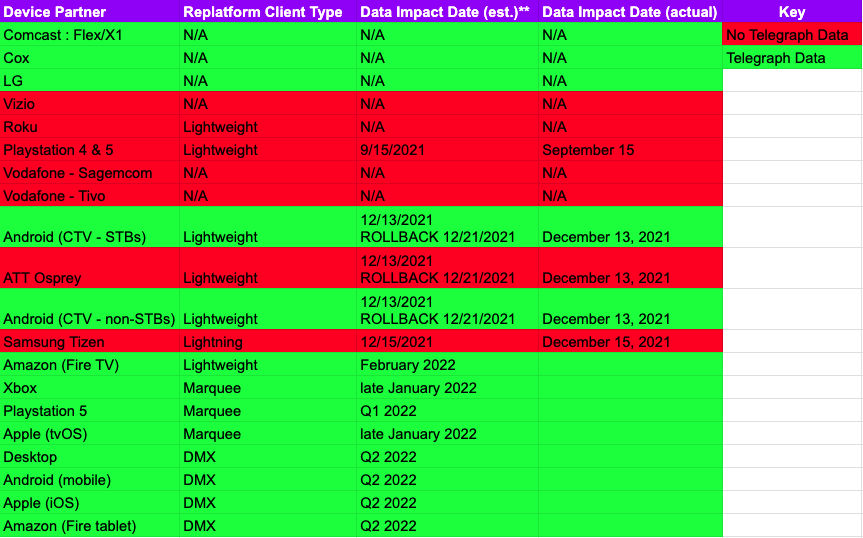 Device Partner Replatform Client Type Data Impact Date (est.)** Data Impact Date (actual) Key
Comcast : Flex/X1 N/A N/A N/A No Telegraph Data
Cox N/A N/A N/A Telegraph Data
LG N/A N/A N/A
Vizio N/A N/A N/A
Roku Lightweight N/A N/A
Playstation 4 & 5 Lightweight 9/15/2021 September 15
Vodafone - Sagemcom N/A N/A N/A
Vodafone - Tivo N/A N/A N/A
12/13/2021
Android (CTV - STBs) Lightweight ROLLBACK 12/21/2021 December 13, 2021
12/13/2021
ATT Osprey Lightweight ROLLBACK 12/21/2021 December 13, 2021
12/13/2021
Android (CTV - non-STBs) Lightweight ROLLBACK 12/21/2021 December 13, 2021
Samsung Tizen Lightning 12/15/2021 December 15, 2021
Amazon (Fire TV) Lightweight February 2022
Xbox Marquee late January 2022
Playstation 5 Marquee Q1 2022
Apple (tvOS) Marquee late January 2022
Desktop DMX Q2 2022
Android (mobile) DMX Q2 2022
Apple (iOS) DMX Q2 2022
Amazon (Fire tablet) DMX Q2 2022